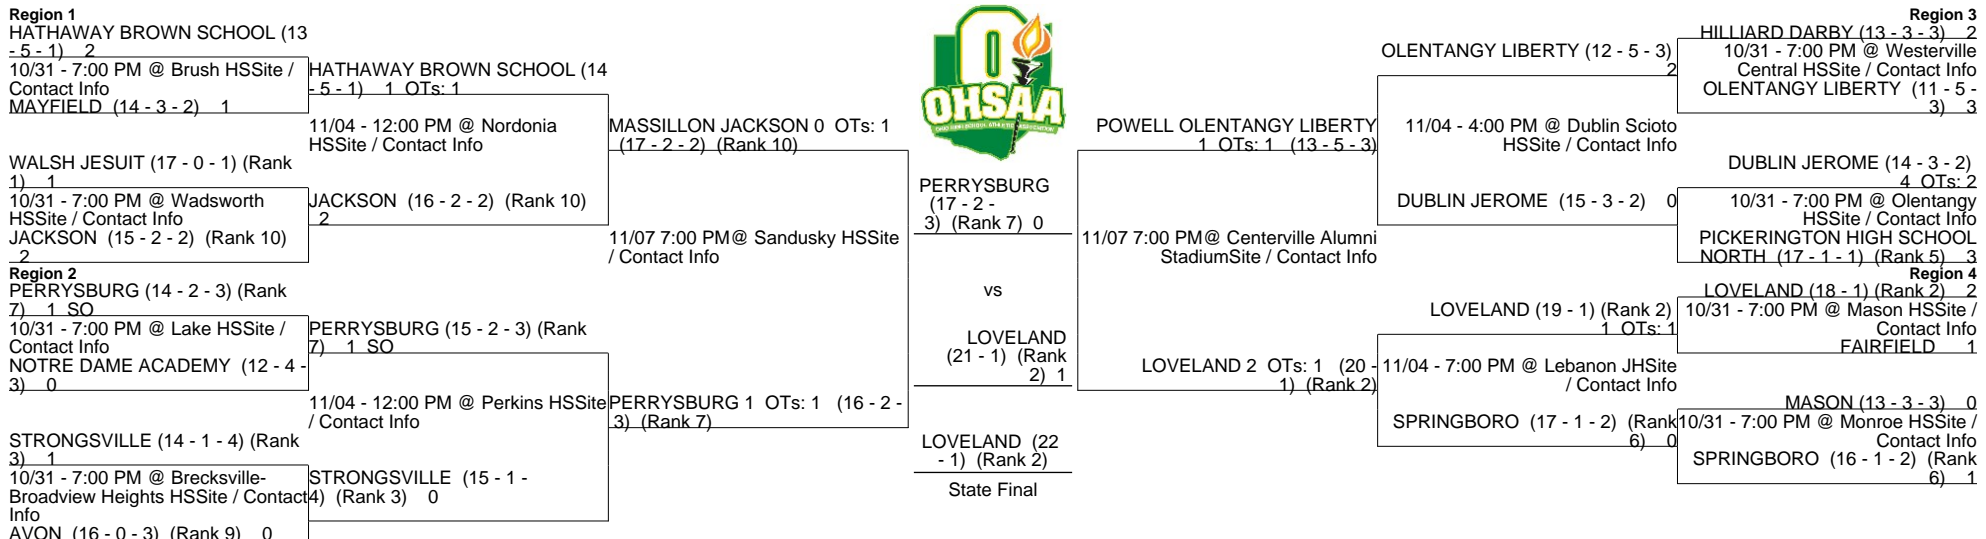 Region 1
HATHAWAY BROWN SCHOOL (13
- 5 - 1) 2
10/31 - 7:00 PM @ Brush HSSite /
Contact Info
MAYFIELD (14 - 3 - 2) 1
WALSH JESUIT (17 - 0 - 1) (Rank
1) 1
10/31 - 7:00 PM @ Wadsworth
HSSite / Contact Info
JACKSON (15 - 2 - 2) (Rank 10)
2
Region 2
PERRYSBURG (14 - 2 - 3) (Rank
7) 1 SO
10/31 - 7:00 PM @ Lake HSSite /
Contact Info
NOTRE DAME ACADEMY (12 - 4 -
3) 0
STRONGSVILLE (14 - 1 - 4) (Rank
3) 1
10/31 - 7:00 PM @ Brecksville-
Broadview Heights HSSite / Contact
Info
AVON (16 - 0 - 3) (Rank 9) 0
HATHAWAY BROWN SCHOOL (14
- 5 - 1) 1 OTs: 1
11/04 - 12:00 PM @ Nordonia
HSSite / Contact Info
JACKSON (16 - 2 - 2) (Rank 10)
2
PERRYSBURG (15 - 2 - 3) (Rank
7) 1 SO
11/04 - 12:00 PM @ Perkins HSSite
/ Contact Info
STRONGSVILLE (15 - 1 -
4) (Rank 3) 0
MASSILLON JACKSON 0 OTs: 1
(17 - 2 - 2) (Rank 10)
11/07 7:00 PM@ Sandusky HSSite
/ Contact Info
PERRYSBURG 1 OTs: 1 (16 - 2 -
3) (Rank 7)
OHSAA
PERRYSBURG
(17 - 2 -
3) (Rank 7) 0
vs
LOVELAND
(21 - 1) (Rank
2) 1
LOVELAND (22
- 1) (Rank 2)
State Final
POWELL OLENTANGY LIBERTY
1 OTs: 1 (13 - 5 - 3)
11/07 7:00 PM@ Centerville Alumni
StadiumSite / Contact Info
LOVELAND 2 OTs: 1 (20 -
1) (Rank 2)
OLENTANGY LIBERTY (12 - 5 - 3)
2
11/04 - 4:00 PM @ Dublin Scioto
HSSite / Contact Info
DUBLIN JEROME (15 - 3 - 2) 0
LOVELAND (19 - 1) (Rank 2)
1 OTs: 1
11/04 - 7:00 PM @ Lebanon JHSite
/ Contact Info
SPRINGBORO (17 - 1 - 2) (Rank
6) 0
Region 3
HILLIARD DARBY (13 - 3 - 3) 2
10/31 - 7:00 PM @ Westerville
Central HSSite / Contact Info
OLENTANGY LIBERTY (11 - 5 -
3) 3
DUBLIN JEROME (14 - 3 - 2)
4 OTs: 2
10/31 - 7:00 PM @ Olentangy
HSSite / Contact Info
PICKERINGTON HIGH SCHOOL
NORTH (17 - 1 - 1) (Rank 5) 3
Region 4
LOVELAND (18 - 1) (Rank 2) 2
10/31 - 7:00 PM @ Mason HSSite /
Contact Info
FAIRFIELD 1
MASON (13 - 3 - 3) 0
10/31 - 7:00 PM @ Monroe HSSite /
Contact Info
SPRINGBORO (16 - 1 - 2) (Rank
6) 1